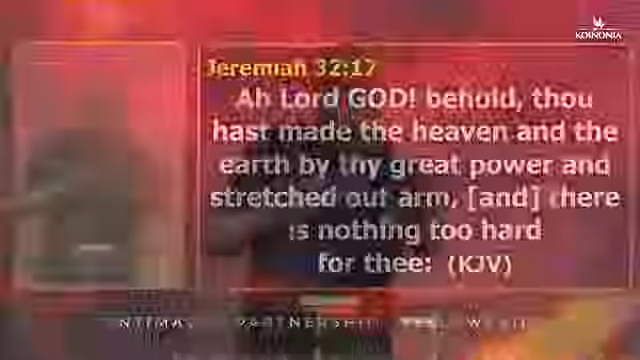 KOINONIA
Jeremiah 32:17
Ah Lord GOD! behold, thou
hast made the heaven and the
earth by thy great power and
stretched out arm, [and] there
is nothing too hard
for thee: (KJV)
PARTNERSHIP